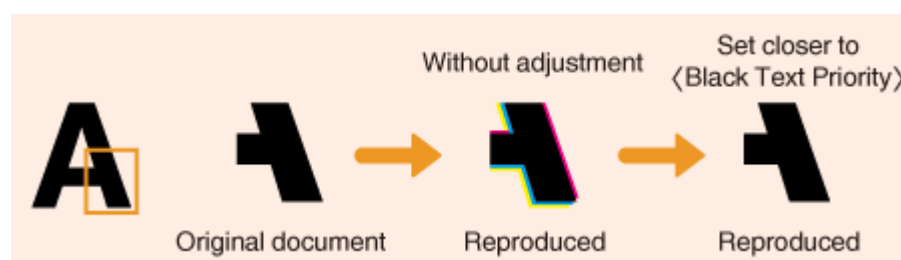 A
Original document
Without adjustment
Reproduced
Set closer to
〈Black Text Priority〉
Reproduced